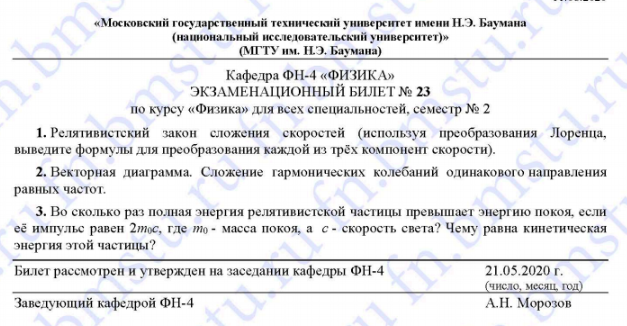 «Московский государственный технический университет имени Н.Э. Баумана
(национальный исследовательский университет)»
(МГТУ им. Н.Э. Баумана)
Кафедра ФН-4 «ФИЗИКА»
ЭКЗАМЕНАЦИОННЫЙ БИЛЕТ № 23
по курсу «Физика» для всех специальностей, семестр № 2
1. Релятивистский закон сложения скоростей (используя преобразования Лоренца,
выведите формулы для преобразования каждой из трёх компонент скорости).
2. Векторная диаграмма. Сложение гармонических колебаний одинакового направления
равных частот.
3. Во сколько раз полная энергия релятивистской частицы превышает энергию покоя, если
её импульс равен 2m₀c, где m₀ - масса покоя, а c - скорость света? Чему равна кинетическая
энергия этой частицы?
Билет рассмотрен и утвержден на заседании кафедры ФН-4 21.05.2020 г.
(число, месяц, год)
Заведующий кафедрой ФН-4 А.Н. Морозов
fn.bmstu.ru